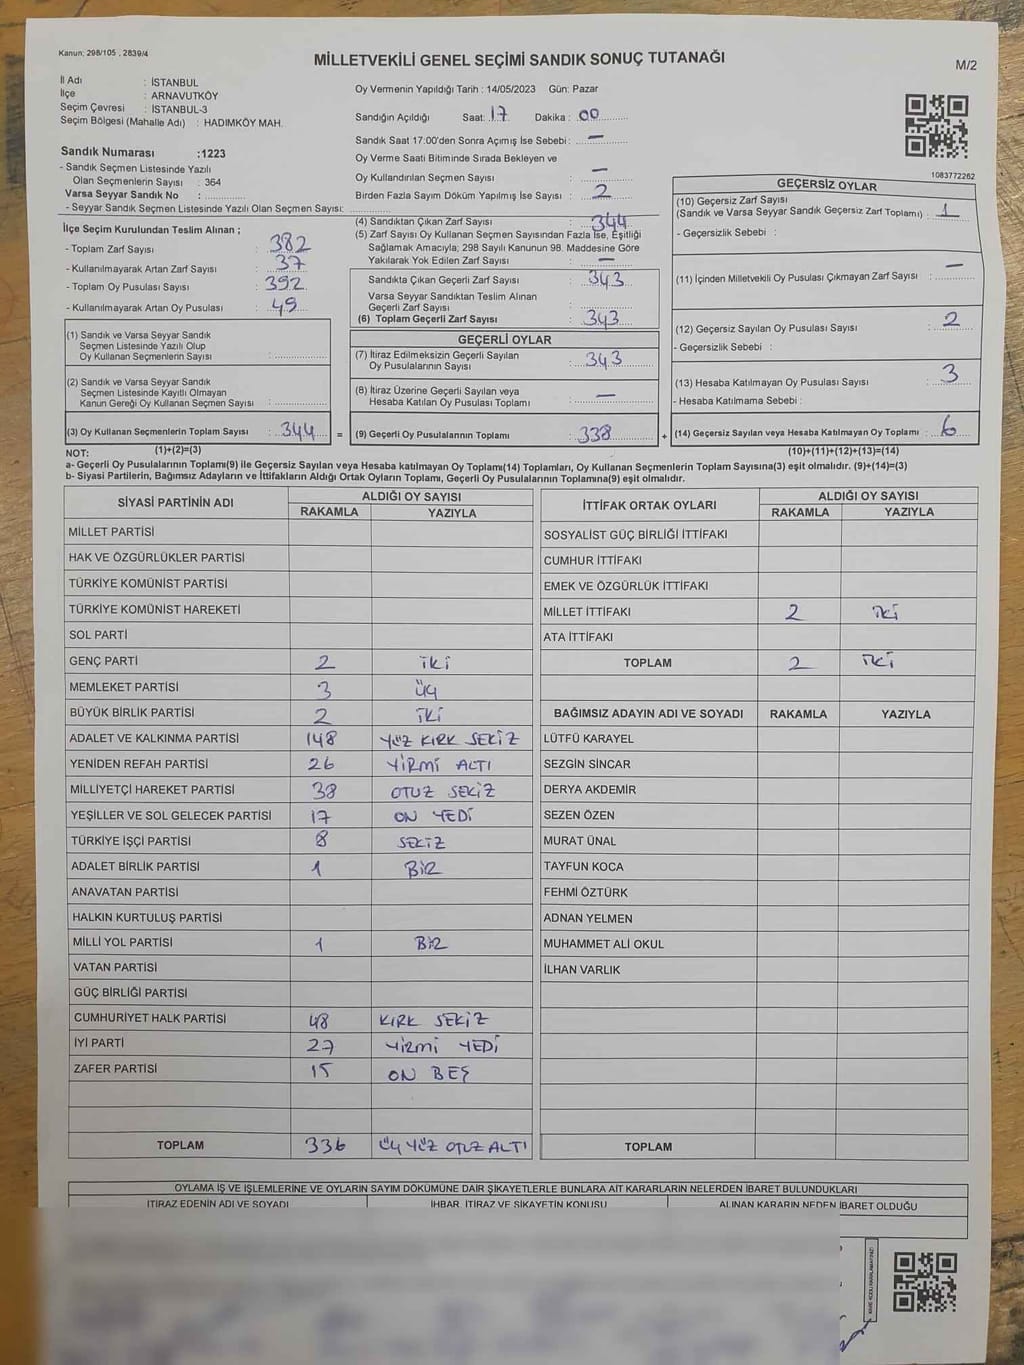 Kanun: 298/105 , 2839/4
MİLLETVEKİLİ GENEL SEÇİMİ SANDIK SONUÇ TUTANAĞI
M/2
İl Adı : İSTANBUL
İlçe : ARNAVUTKÖY
Seçim Çevresi : İSTANBUL-3
Seçim Bölgesi (Mahalle Adı) : HADIMKÖY MAH.
Sandık Numarası :1223
- Sandık Seçmen Listesinde Yazılı
Olan Seçmenlerin Sayısı : 364
Varsa Seyyar Sandık No :
- Seyyar Sandık Seçmen Listesinde Yazılı Olan Seçmen Sayısı:
Oy Vermenin Yapıldığı Tarih : 14/05/2023 Gün: Pazar
Sandığın Açıldığı Saat: 17 Dakika : 00
Sandık Saat 17:00'den Sonra Açımış İse Sebebi : —
Oy Verme Saati Bitiminde Sırada Bekleyen ve
Oy Kullandırılan Seçmen Sayısı : —
Birden Fazla Sayım Döküm Yapılmış İse Sayısı : 2
1083772262
İlçe Seçim Kurulundan Teslim Alınan ;
- Toplam Zarf Sayısı : 382
- Kullanılmayarak Artan Zarf Sayısı : 37
- Toplam Oy Pusulası Sayısı : 392
- Kullanılmayarak Artan Oy Pusulası : 49
(1) Sandık ve Varsa Seyyar Sandık
Seçmen Listesinde Yazılı Olup
Oy Kullanan Seçmenlerin Sayısı :
(2) Sandık ve Varsa Seyyar Sandık
Seçmen Listesinde Kayıtlı Olmayan
Kanun Gereği Oy Kullanan Seçmen Sayısı :
(3) Oy Kullanan Seçmenlerin Toplam Sayısı : 344 =
(1)+(2)=(3)
(4) Sandıktan Çıkan Zarf Sayısı : 344
(5) Zarf Sayısı Oy Kullanan Seçmen Sayısından Fazla İse, Eşitliği
Sağlamak Amacıyla; 298 Sayılı Kanunun 98. Maddesine Göre
Yakılarak Yok Edilen Zarf Sayısı : —
Sandıkta Çıkan Geçerli Zarf Sayısı : 343
Varsa Seyyar Sandıktan Teslim Alınan
Geçerli Zarf Sayısı :
(6) Toplam Geçerli Zarf Sayısı : 343
GEÇERLİ OYLAR
(7) İtiraz Edilmeksizin Geçerli Sayılan
Oy Pusulalarının Sayısı : 343
(8) İtiraz Üzerine Geçerli Sayılan veya
Hesaba Katılan Oy Pusulası Toplamı : —
(9) Geçerli Oy Pusulalarının Toplamı : 338 +
GEÇERSİZ OYLAR
(10) Geçersiz Zarf Sayısı
(Sandık ve Varsa Seyyar Sandık Geçersiz Zarf Toplamı) : 1
- Geçersizlik Sebebi :
(11) İçinden Milletvekili Oy Pusulası Çıkmayan Zarf Sayısı : —
(12) Geçersiz Sayılan Oy Pusulası Sayısı : 2
- Geçersizlik Sebebi :
(13) Hesaba Katılmayan Oy Pusulası Sayısı : 3
- Hesaba Katılmama Sebebi :
(14) Geçersiz Sayılan veya Hesaba Katılmayan Oy Toplamı : 6
(10)+(11)+(12)+(13)=(14)
NOT:
a- Geçerli Oy Pusulalarının Toplamı(9) ile Geçersiz Sayılan veya Hesaba katılmayan Oy Toplamı(14) Toplamları, Oy Kullanan Seçmenlerin Toplam Sayısına(3) eşit olmalıdır. (9)+(14)=(3)
b- Siyasi Partilerin, Bağımsız Adayların ve İttifakların Aldığı Ortak Oyların Toplamı, Geçerli Oy Pusulalarının Toplamına(9) eşit olmalıdır.
SİYASİ PARTİNİN ADI ALDIĞI OY SAYISI
RAKAMLA YAZIYLA
MİLLET PARTİSİ
HAK VE ÖZGÜRLÜKLER PARTİSİ
TÜRKİYE KOMÜNİST PARTİSİ
TÜRKİYE KOMÜNİST HAREKETİ
SOL PARTİ
GENÇ PARTİ 2 İKİ
MEMLEKET PARTİSİ 3 ÜÇ
BÜYÜK BİRLİK PARTİSİ 2 İKİ
ADALET VE KALKINMA PARTİSİ 148 YÜZ KIRK SEKİZ
YENİDEN REFAH PARTİSİ 26 YİRMİ ALTI
MİLLİYETÇİ HAREKET PARTİSİ 38 OTUZ SEKİZ
YEŞİLLER VE SOL GELECEK PARTİSİ 17 ON YEDİ
TÜRKİYE İŞÇİ PARTİSİ 8 SEKİZ
ADALET BİRLİK PARTİSİ 1 BİR
ANAVATAN PARTİSİ
HALKIN KURTULUŞ PARTİSİ
MİLLİ YOL PARTİSİ 1 BİR
VATAN PARTİSİ
GÜÇ BİRLİĞİ PARTİSİ
CUMHURİYET HALK PARTİSİ 48 KIRK SEKİZ
İYİ PARTİ 27 YİRMİ YEDİ
ZAFER PARTİSİ 15 ON BEŞ
TOPLAM 336 ÜÇ YÜZ OTUZ ALTI
İTTİFAK ORTAK OYLARI ALDIĞI OY SAYISI
RAKAMLA YAZIYLA
SOSYALİST GÜÇ BİRLİĞİ İTTİFAKI
CUMHUR İTTİFAKI
EMEK VE ÖZGÜRLÜK İTTİFAKI
MİLLET İTTİFAKI 2 İKİ
ATA İTTİFAKI
TOPLAM 2 İKİ
BAĞIMSIZ ADAYIN ADI VE SOYADI RAKAMLA YAZIYLA
LÜTFÜ KARAYEL
SEZGİN SİNCAR
DERYA AKDEMİR
SEZEN ÖZEN
MURAT ÜNAL
TAYFUN KOCA
FEHMİ ÖZTÜRK
ADNAN YELMEN
MUHAMMET ALİ OKUL
İLHAN VARLIK
TOPLAM
OYLAMA İŞ VE İŞLEMLERİNE VE OYLARIN SAYIM DÖKÜMÜNE DAİR ŞİKAYETLERLE BUNLARA AİT KARARLARIN NELERDEN İBARET BULUNDUKLARI
İTİRAZ EDENİN ADI VE SOYADI İHBAR, İTİRAZ VE ŞİKAYETİN KONUSU ALINAN KARARIN NEDEN İBARET OLDUĞU